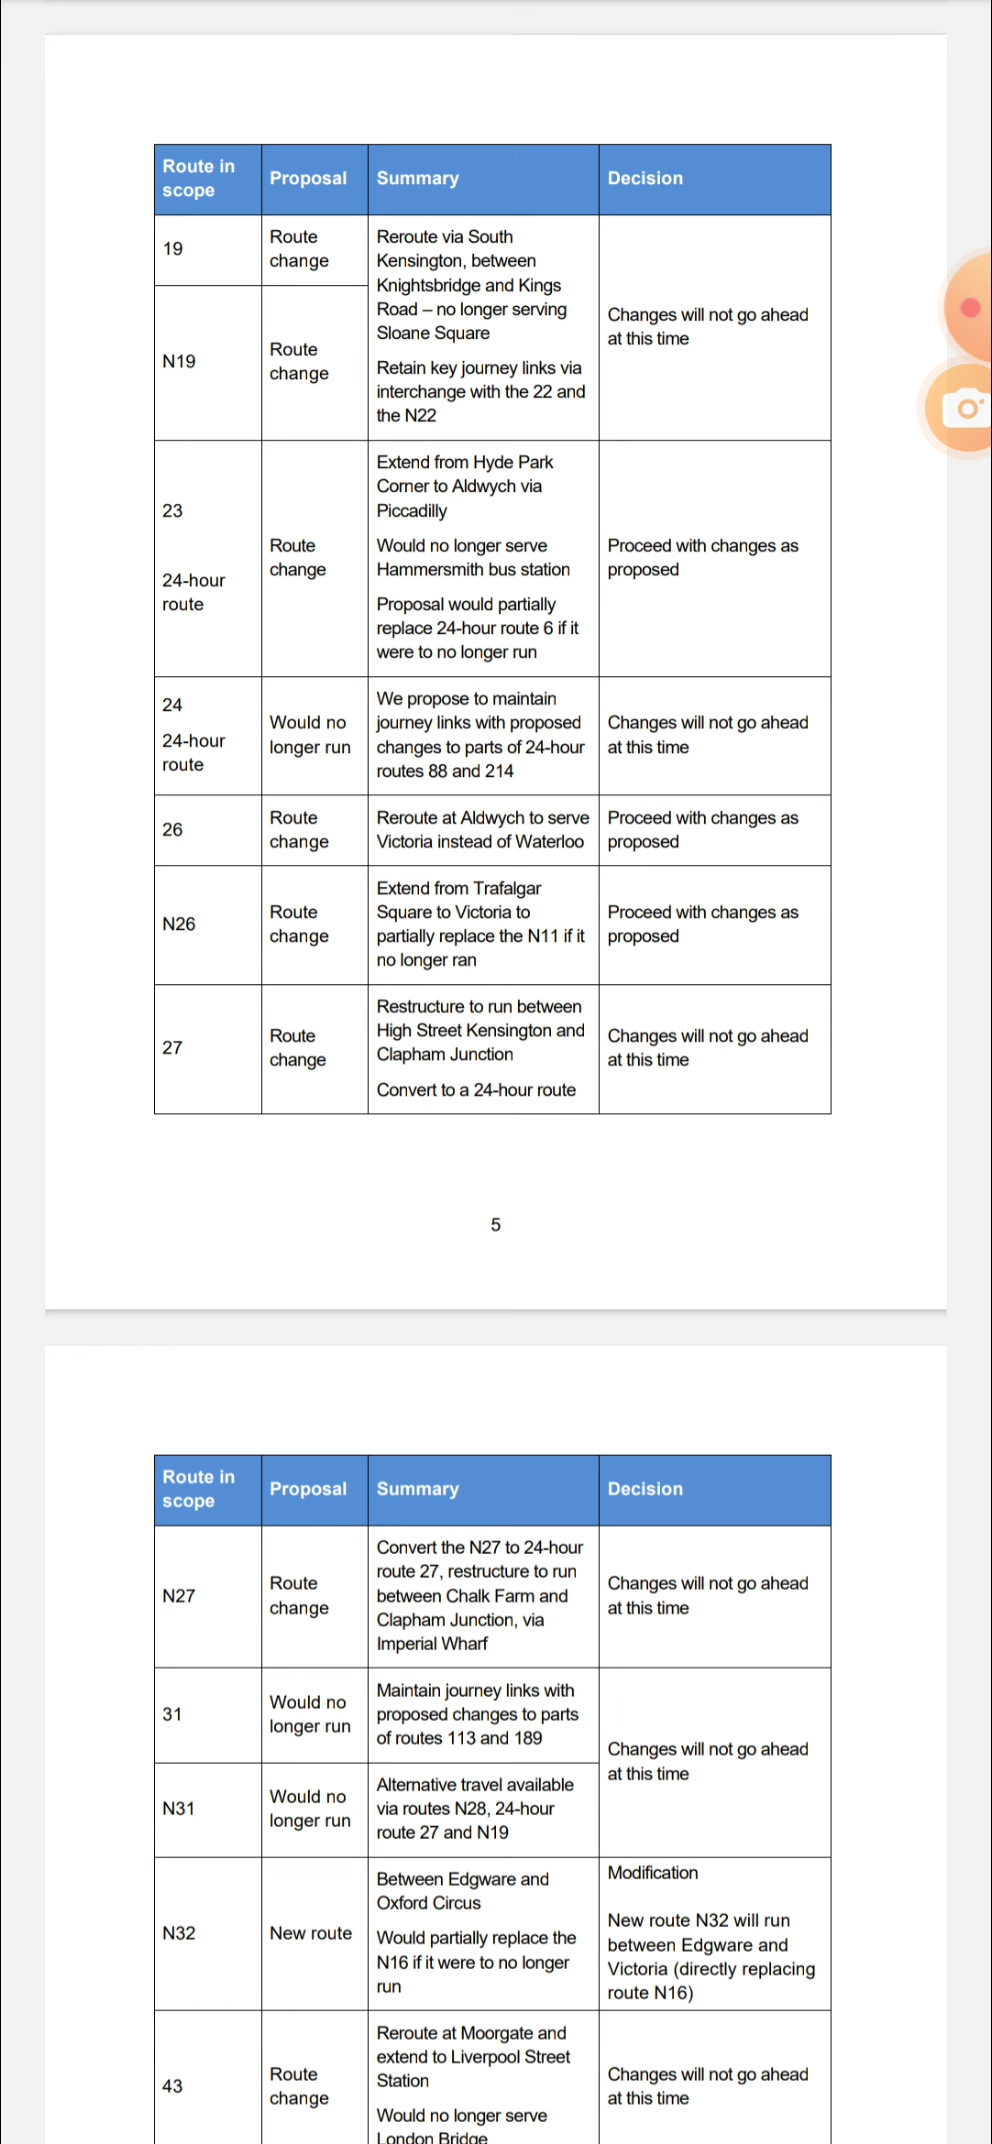 Route in
scope
Proposal
Summary
Decision
19
Route
change
Reroute via South
Kensington, between
Knightsbridge and Kings
Road – no longer serving
Sloane Square
Retain key journey links via
interchange with the 22 and
the N22
Changes will not go ahead
at this time
N19
Route
change
23
24-hour
route
Route
change
Extend from Hyde Park
Corner to Aldwych via
Piccadilly
Would no longer serve
Hammersmith bus station
Proposal would partially
replace 24-hour route 6 if it
were to no longer run
Proceed with changes as
proposed
24
24-hour
route
Would no
longer run
We propose to maintain
journey links with proposed
changes to parts of 24-hour
routes 88 and 214
Changes will not go ahead
at this time
26
Route
change
Reroute at Aldwych to serve
Victoria instead of Waterloo
Proceed with changes as
proposed
N26
Route
change
Extend from Trafalgar
Square to Victoria to
partially replace the N11 if it
no longer ran
Proceed with changes as
proposed
27
Route
change
Restructure to run between
High Street Kensington and
Clapham Junction
Convert to a 24-hour route
Changes will not go ahead
at this time
5
Route in
scope
Proposal
Summary
Decision
N27
Route
change
Convert the N27 to 24-hour
route 27, restructure to run
between Chalk Farm and
Clapham Junction, via
Imperial Wharf
Changes will not go ahead
at this time
31
Would no
longer run
Maintain journey links with
proposed changes to parts
of routes 113 and 189
Changes will not go ahead
at this time
N31
Would no
longer run
Alternative travel available
via routes N28, 24-hour
route 27 and N19
N32
New route
Between Edgware and
Oxford Circus
Would partially replace the
N16 if it were to no longer
run
Modification
New route N32 will run
between Edgware and
Victoria (directly replacing
route N16)
43
Route
change
Reroute at Moorgate and
extend to Liverpool Street
Station
Would no longer serve
London Bridge
Changes will not go ahead
at this time